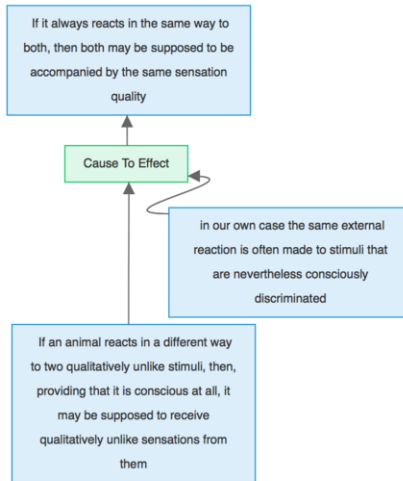 If it always reacts in the same way to
both, then both may be supposed to be
accompanied by the same sensation
quality
Cause To Effect
in our own case the same external
reaction is often made to stimuli that
are nevertheless consciously
discriminated
If an animal reacts in a different way
to two qualitatively unlike stimuli, then,
providing that it is conscious at all, it
may be supposed to receive
qualitatively unlike sensations from
them